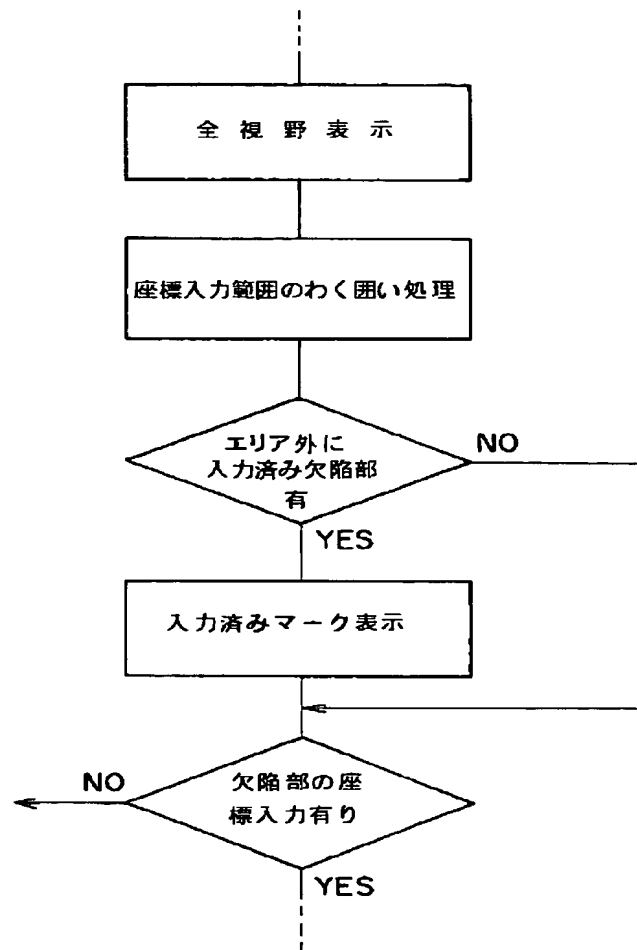 全視野表示
座標入力範囲のわく囲い処理
エリア外に
入力済み欠陥部
有
NO
YES
入力済みマーク表示
欠陥部の座
標入力有り
NO
YES